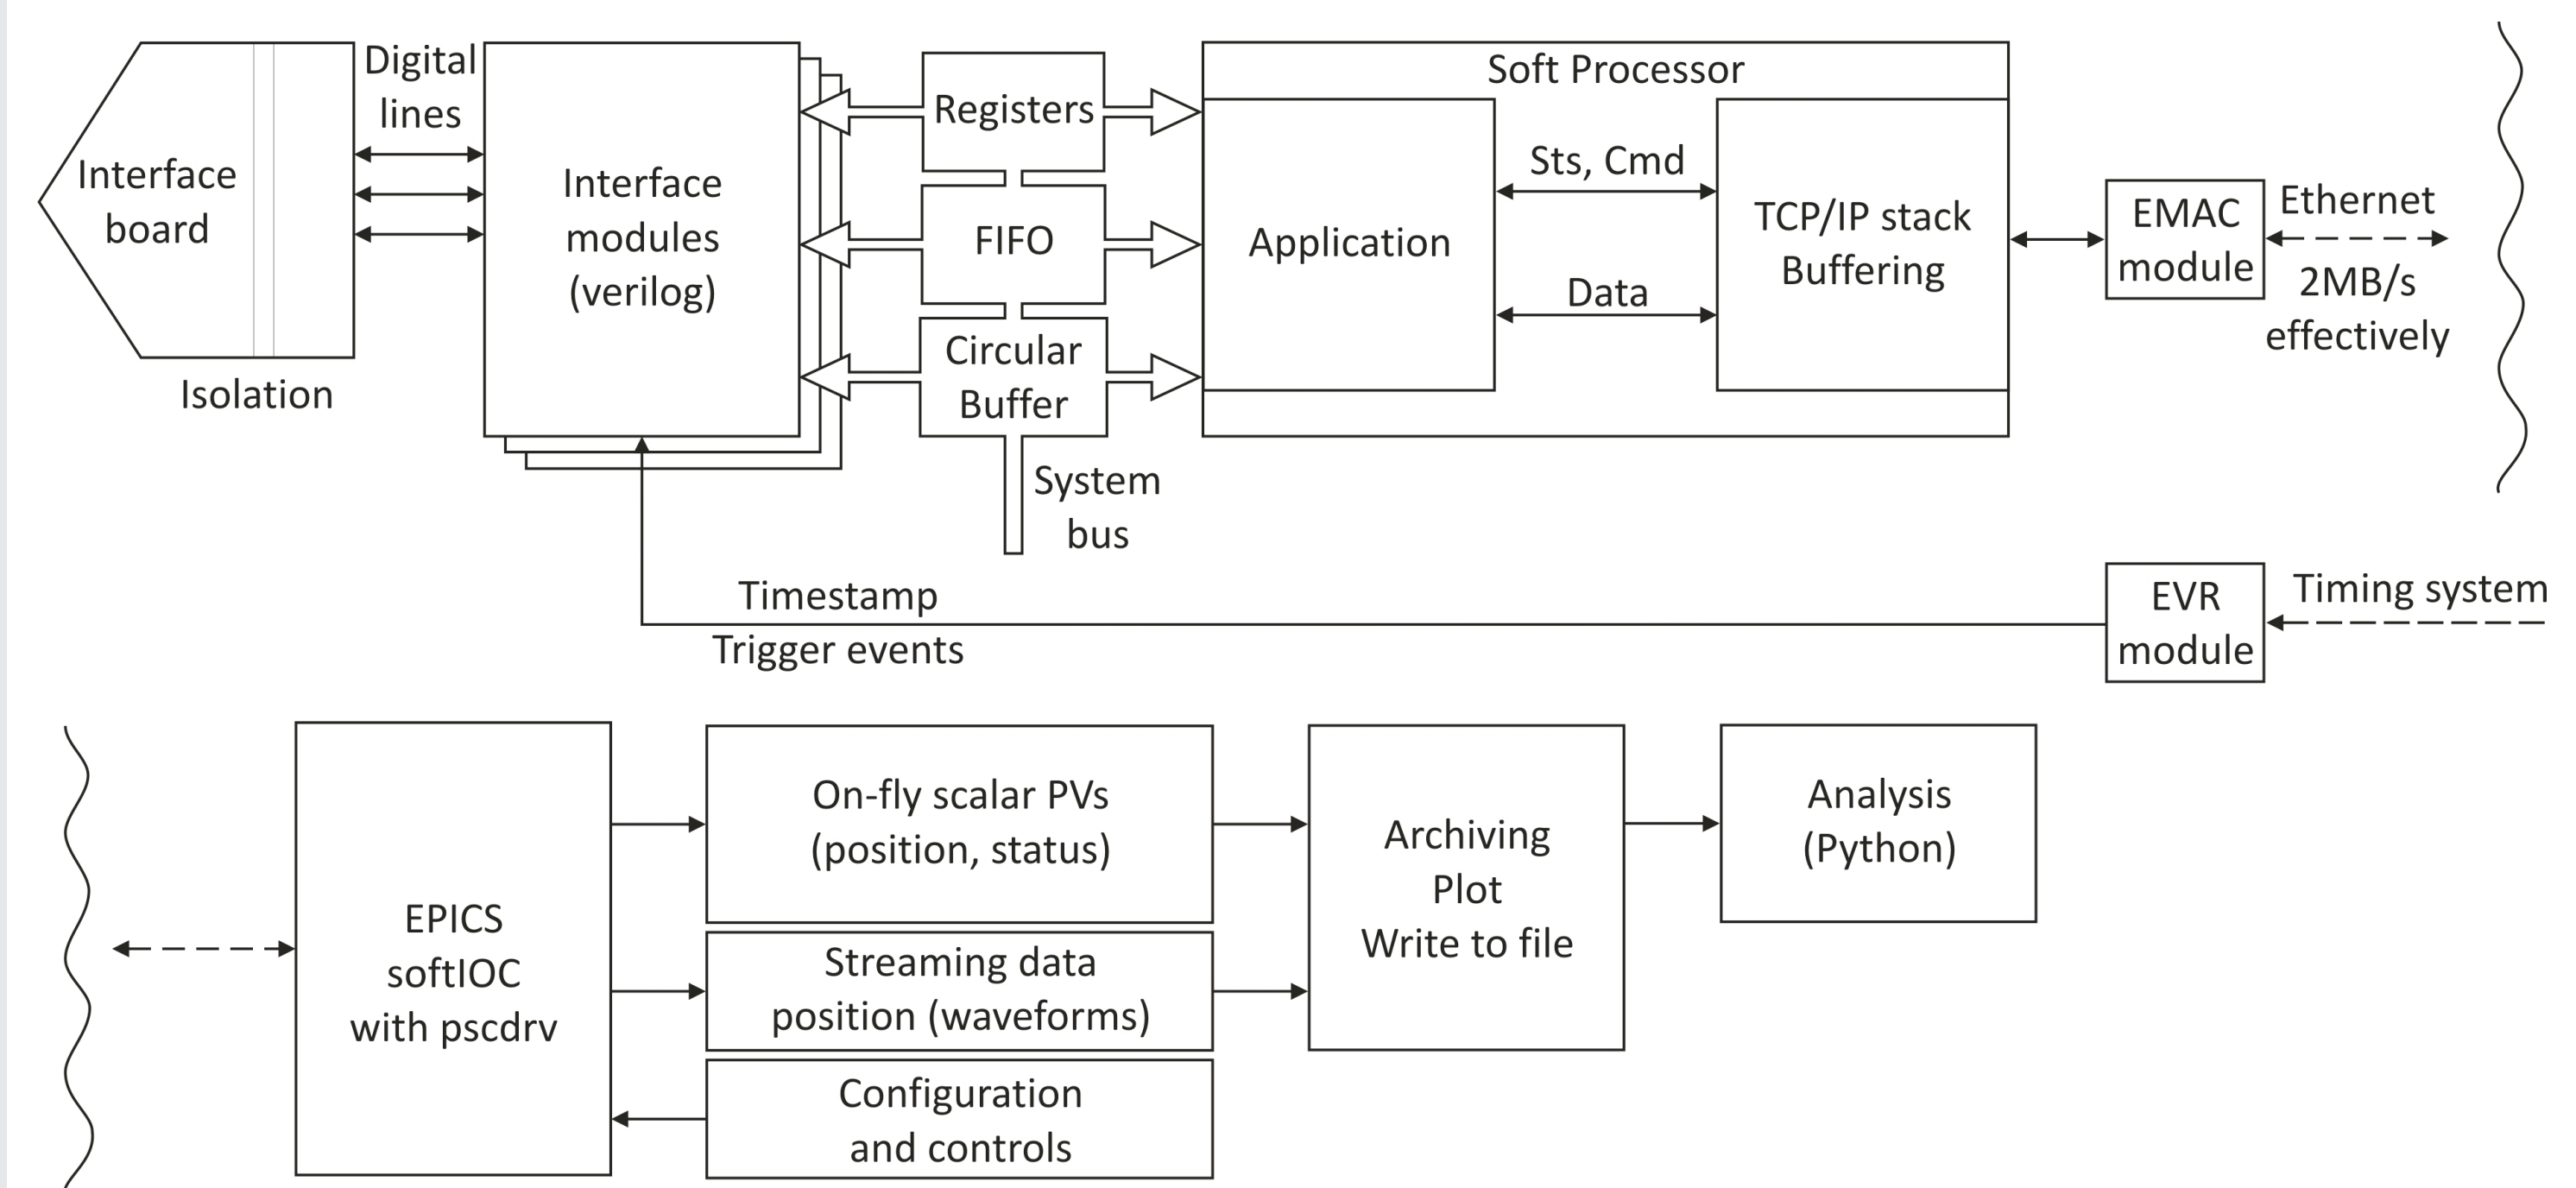 Interface
board
Isolation
Digital
lines
Interface
modules
(verilog)
Registers
FIFO
Circular
Buffer
System
bus
Soft Processor
Application
Sts, Cmd
Data
TCP/IP stack
Buffering
EMAC
module
Ethernet
2MB/s
effectively
Timestamp
Trigger events
EVR
module
Timing system
EPICS
softIOC
with pscdrv
On-fly scalar PVs
(position, status)
Streaming data
position (waveforms)
Configuration
and controls
Archiving
Plot
Write to file
Analysis
(Python)